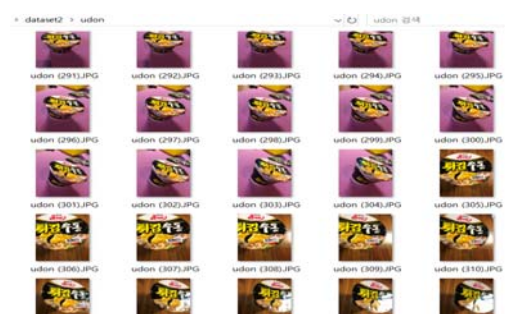 dataset2 > udon udon 검색
udon (291).JPG udon (292).JPG udon (293).JPG udon (294).JPG udon (295).JPG
udon (296).JPG udon (297).JPG udon (298).JPG udon (299).JPG udon (300).JPG
udon (301).JPG udon (302).JPG udon (303).JPG udon (304).JPG udon (305).JPG
udon (306).JPG udon (307).JPG udon (308).JPG udon (309).JPG udon (310).JPG